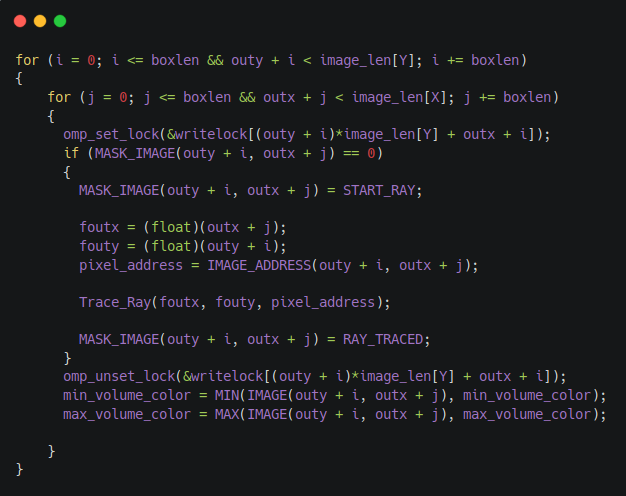 for (i = 0; i <= boxlen && outy + i < image_len[Y]; i += boxlen)
{
    for (j = 0; j <= boxlen && outx + j < image_len[X]; j += boxlen)
    {
      omp_set_lock(&writelock[(outy + i)*image_len[Y] + outx + i]);
      if (MASK_IMAGE(outy + i, outx + j) == 0)
      {
        MASK_IMAGE(outy + i, outx + j) = START_RAY;

        foutx = (float)(outx + j);
        fouty = (float)(outy + i);
        pixel_address = IMAGE_ADDRESS(outy + i, outx + j);

        Trace_Ray(foutx, fouty, pixel_address);

        MASK_IMAGE(outy + i, outx + j) = RAY_TRACED;
      }
      omp_unset_lock(&writelock[(outy + i)*image_len[Y] + outx + i]);
      min_volume_color = MIN(IMAGE(outy + i, outx + j), min_volume_color);
      max_volume_color = MAX(IMAGE(outy + i, outx + j), max_volume_color);

    }
}